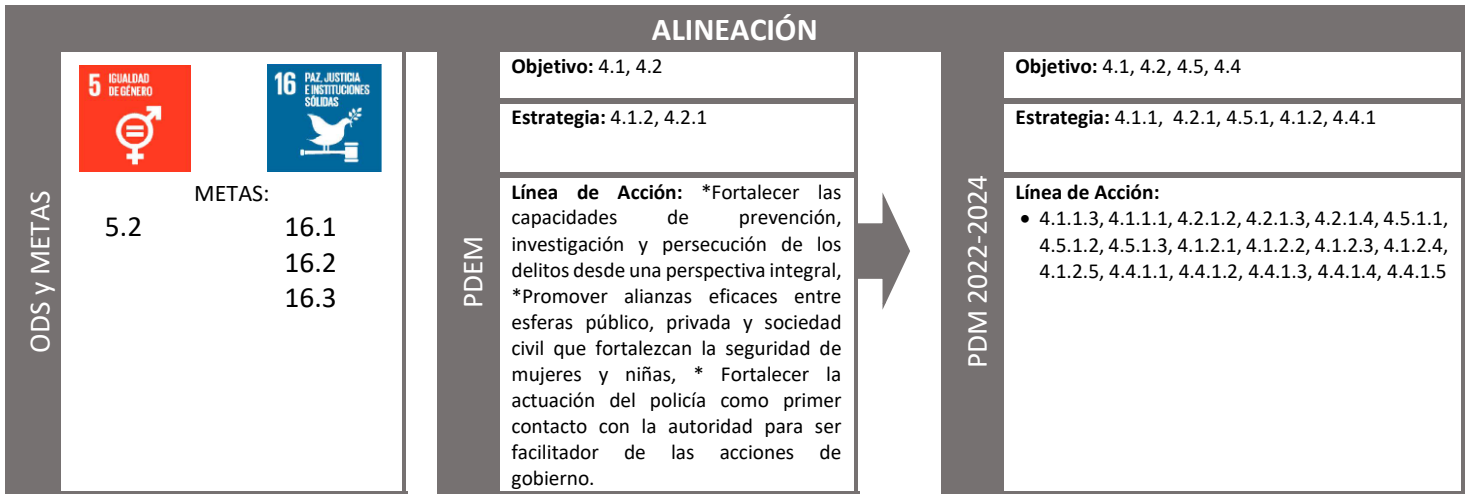 ALINEACIÓN
ODS y METAS
5 IGUALDAD
DE GÉNERO
16 PAZ, JUSTICIA
E INSTITUCIONES
SÓLIDAS
METAS:
5.2 16.1
16.2
16.3
PDEM
Objetivo: 4.1, 4.2
Estrategia: 4.1.2, 4.2.1
Línea de Acción: *Fortalecer las
capacidades de prevención,
investigación y persecución de los
delitos desde una perspectiva integral,
*Promover alianzas eficaces entre
esferas público, privada y sociedad
civil que fortalezcan la seguridad de
mujeres y niñas, * Fortalecer la
actuación del policía como primer
contacto con la autoridad para ser
facilitador de las acciones de
gobierno.
PDM 2022-2024
Objetivo: 4.1, 4.2, 4.5, 4.4
Estrategia: 4.1.1, 4.2.1, 4.5.1, 4.1.2, 4.4.1
Línea de Acción:
• 4.1.1.3, 4.1.1.1, 4.2.1.2, 4.2.1.3, 4.2.1.4, 4.5.1.1,
4.5.1.2, 4.5.1.3, 4.1.2.1, 4.1.2.2, 4.1.2.3, 4.1.2.4,
4.1.2.5, 4.4.1.1, 4.4.1.2, 4.4.1.3, 4.4.1.4, 4.4.1.5